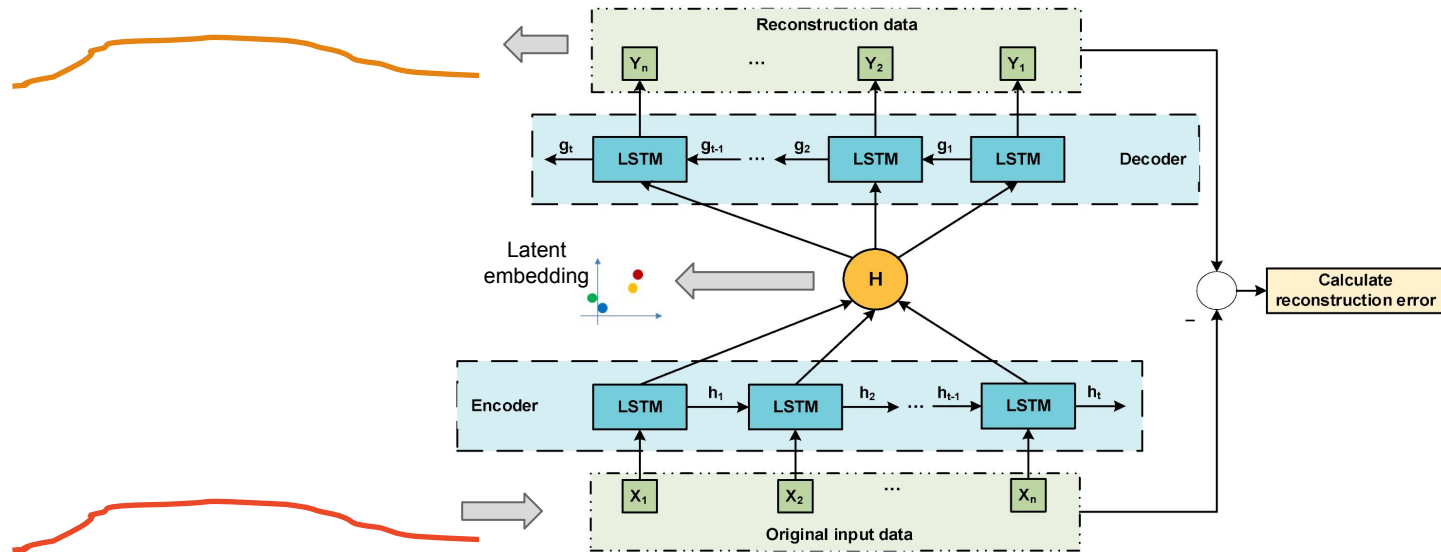 Reconstruction data
Yn ... Y2 Y1
gt LSTM gt-1 ... g2 LSTM g1 LSTM Decoder
Latent
embedding
H
Calculate
reconstruction error
–
Encoder LSTM h1 LSTM h2 ... ht-1 LSTM ht
X1 X2 ... Xn
Original input data